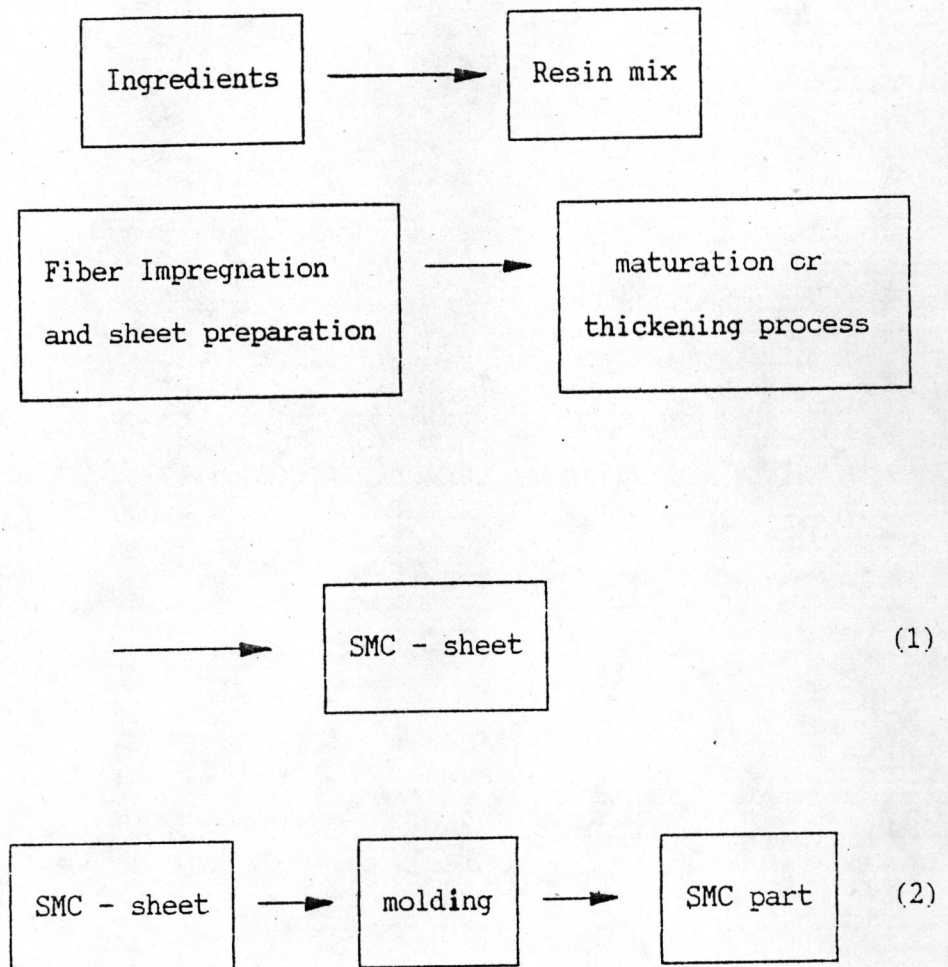 Ingredients
Resin mix
Fiber Impregnation
and sheet preparation
maturation or
thickening process
SMC - sheet
(1)
SMC - sheet
molding
SMC part
(2)